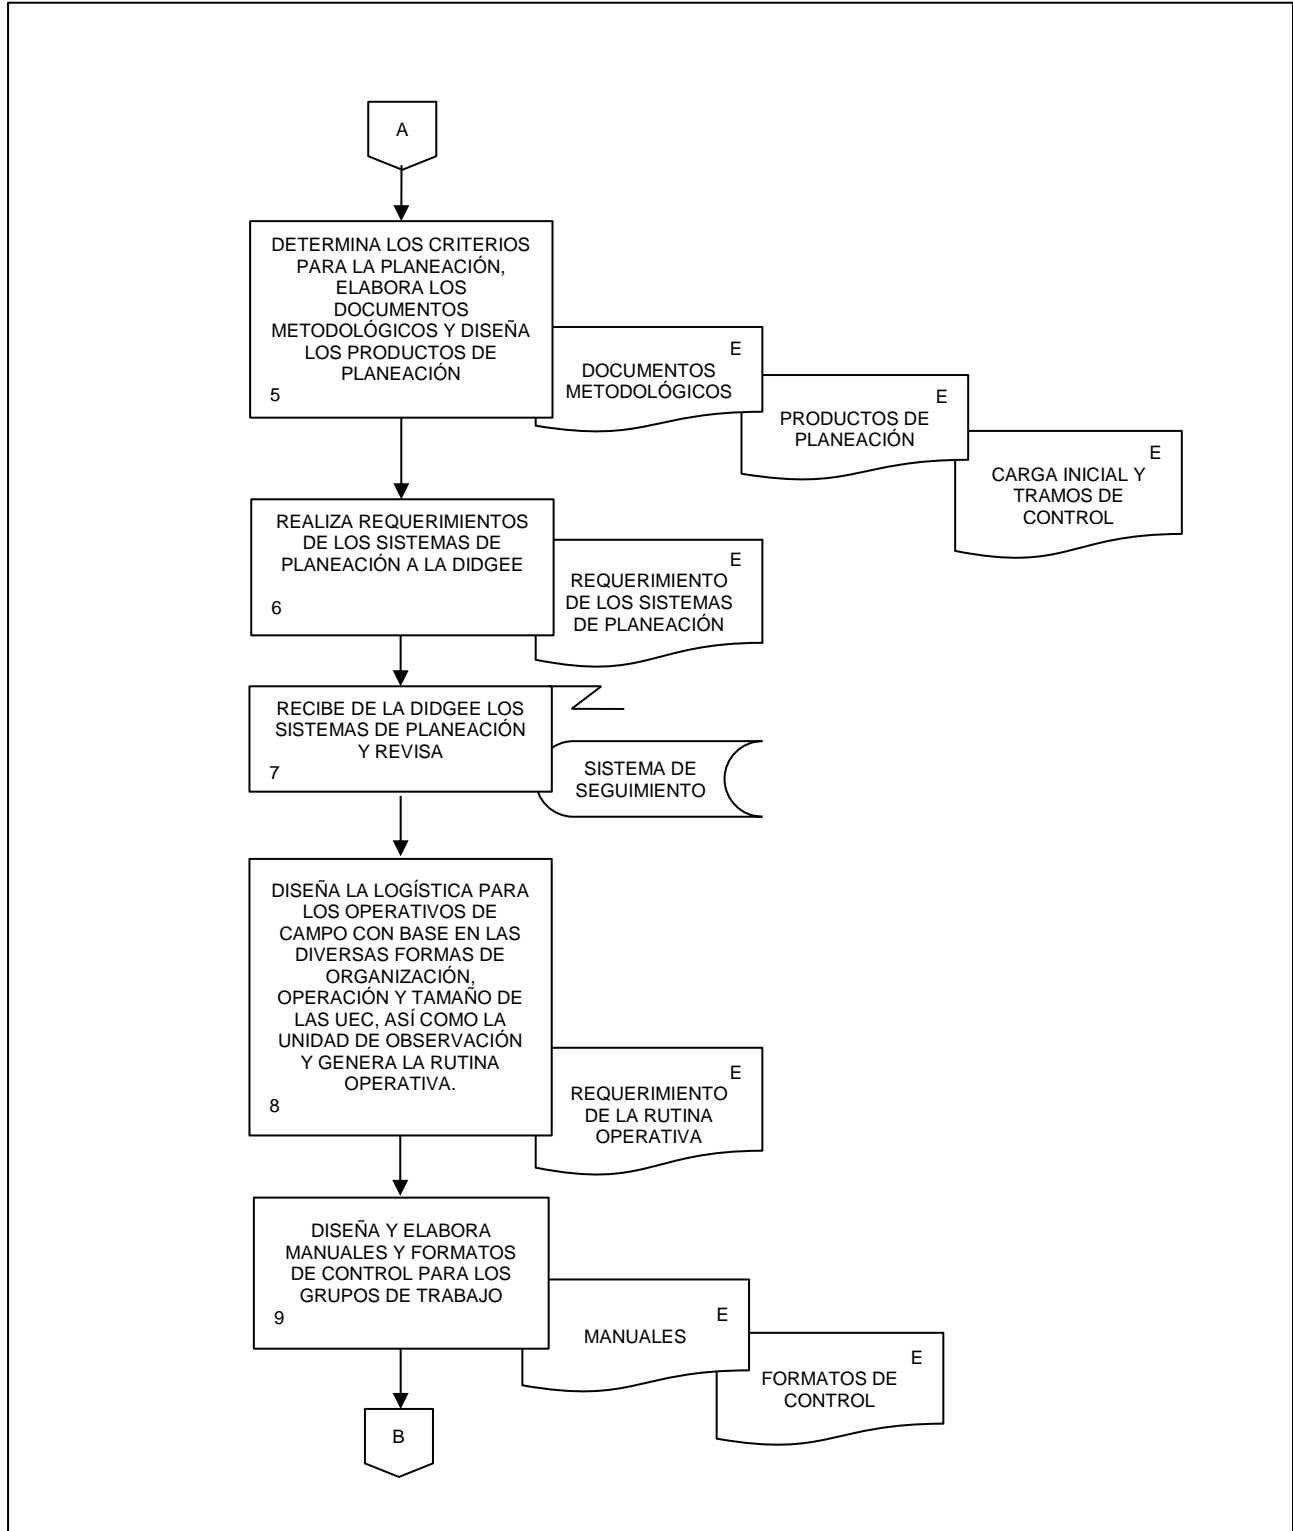 A
DETERMINA LOS CRITERIOS
PARA LA PLANEACIÓN,
ELABORA LOS
DOCUMENTOS
METODOLÓGICOS Y DISEÑA
LOS PRODUCTOS DE
PLANEACIÓN
5
E
DOCUMENTOS
METODOLÓGICOS
E
PRODUCTOS DE
PLANEACIÓN
E
CARGA INICIAL Y
TRAMOS DE
CONTROL
REALIZA REQUERIMIENTOS
DE LOS SISTEMAS DE
PLANEACIÓN A LA DIDGEE
6
E
REQUERIMIENTO
DE LOS SISTEMAS
DE PLANEACIÓN
RECIBE DE LA DIDGEE LOS
SISTEMAS DE PLANEACIÓN
Y REVISA
7
SISTEMA DE
SEGUIMIENTO
DISEÑA LA LOGÍSTICA PARA
LOS OPERATIVOS DE
CAMPO CON BASE EN LAS
DIVERSAS FORMAS DE
ORGANIZACIÓN,
OPERACIÓN Y TAMAÑO DE
LAS UEC, ASÍ COMO LA
UNIDAD DE OBSERVACIÓN
Y GENERA LA RUTINA
OPERATIVA.
8
E
REQUERIMIENTO
DE LA RUTINA
OPERATIVA
DISEÑA Y ELABORA
MANUALES Y FORMATOS
DE CONTROL PARA LOS
GRUPOS DE TRABAJO
9
E
MANUALES
E
FORMATOS DE
CONTROL
B